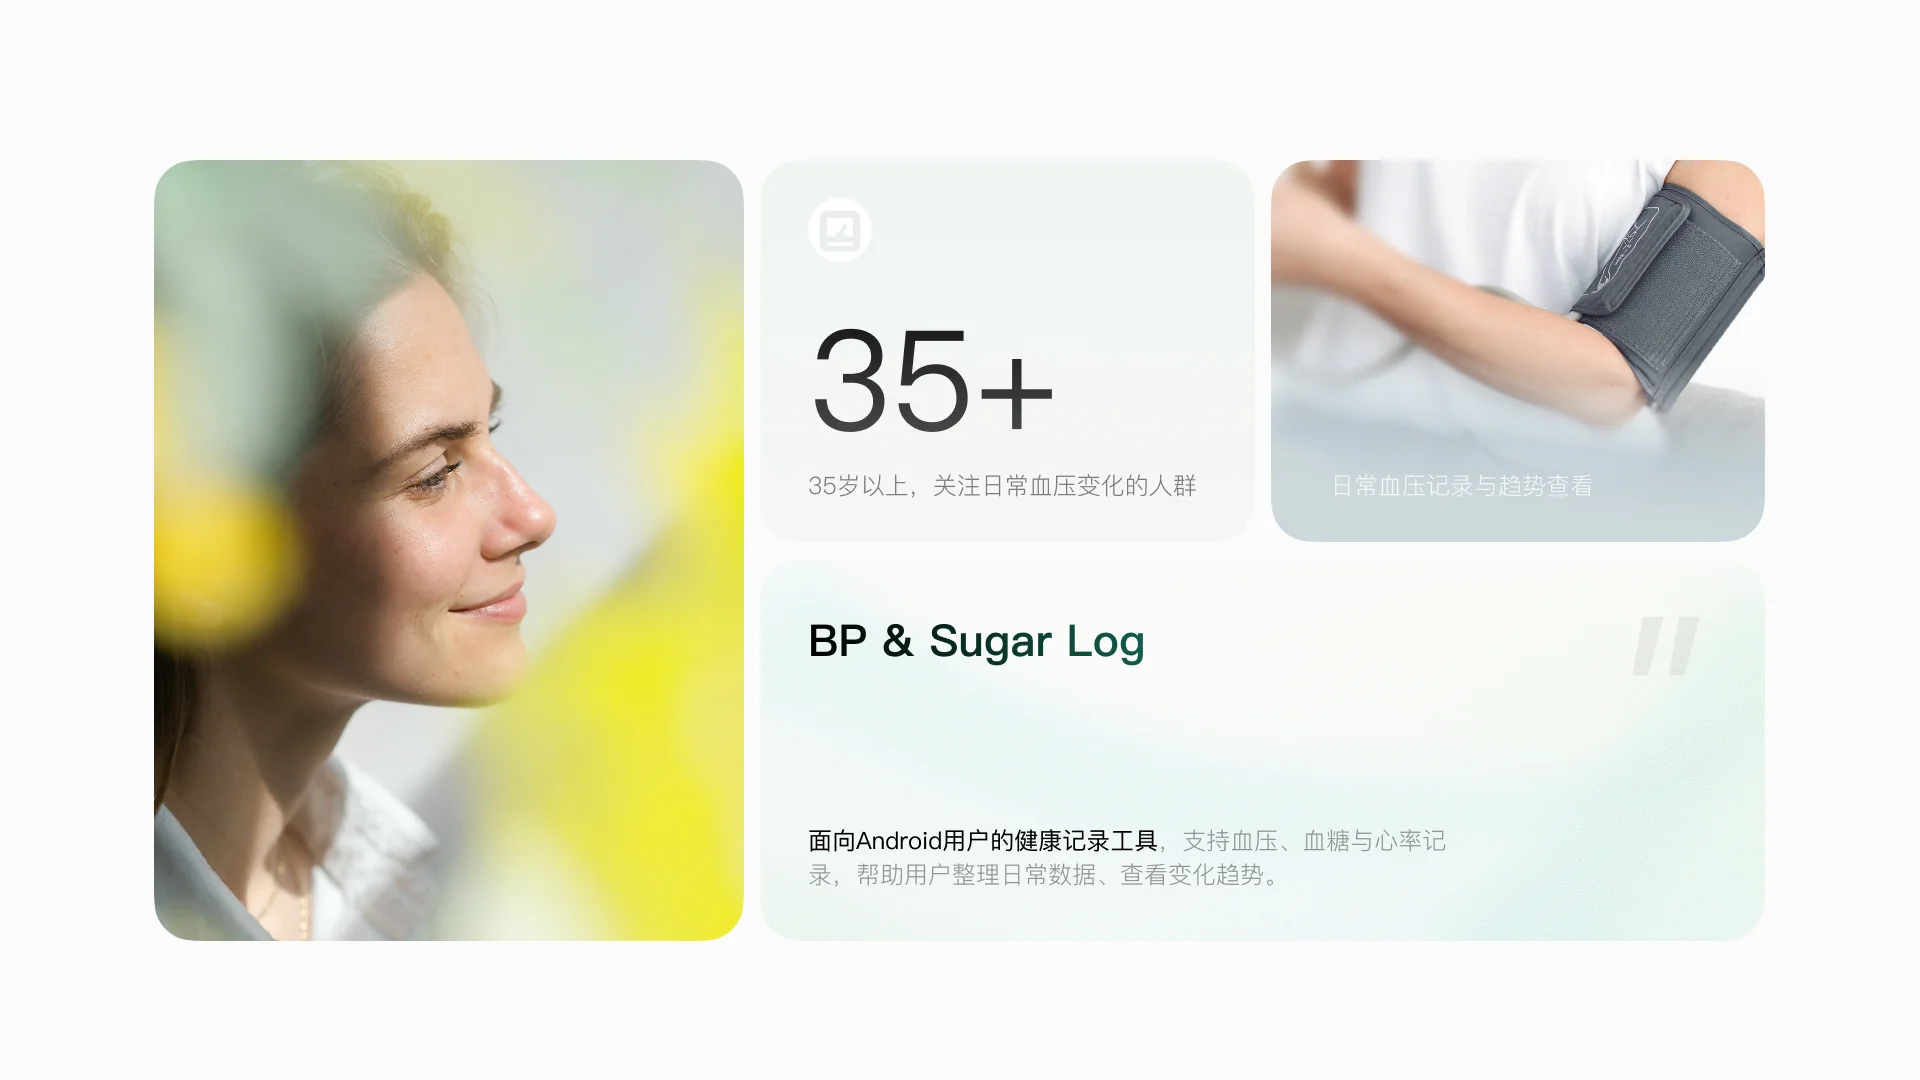 35+
35岁以上，关注日常血压变化的人群
日常血压记录与趋势查看
BP & Sugar Log
面向Android用户的健康记录工具，支持血压、血糖与心率记
录，帮助用户整理日常数据、查看变化趋势。